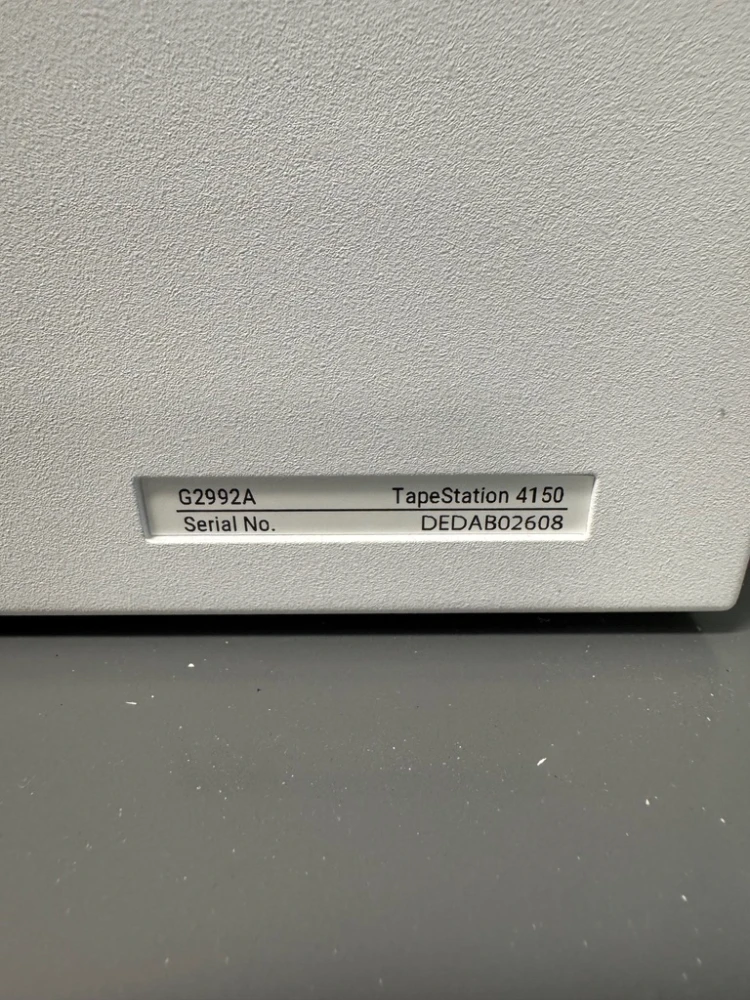 G2992A TapeStation 4150
Serial No. DEDAB02608